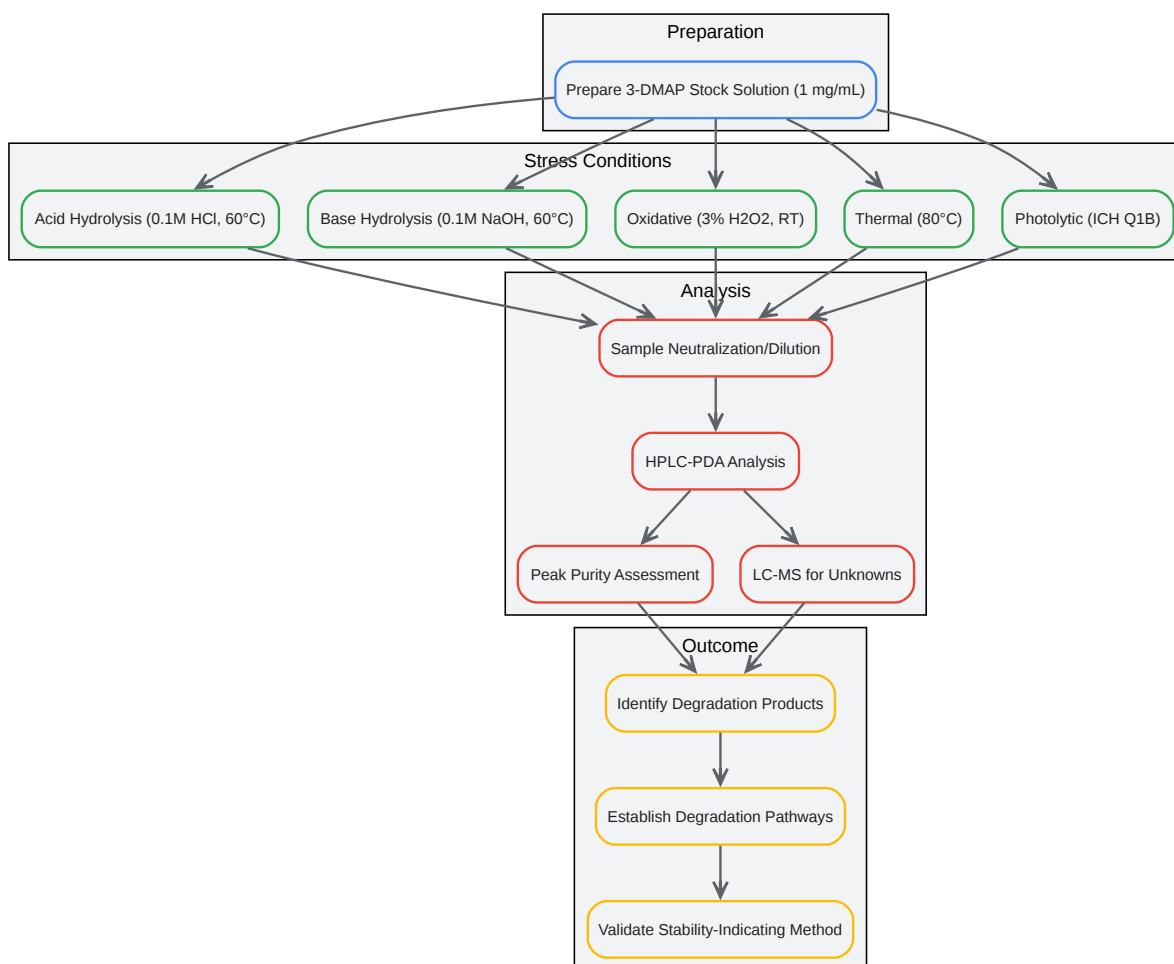 Preparation
Prepare 3-DMAP Stock Solution (1 mg/mL)
Stress Conditions
Acid Hydrolysis (0.1M HCl, 60°C)
Base Hydrolysis (0.1M NaOH, 60°C)
Oxidative (3% H2O2, RT)
Thermal (80°C)
Photolytic (ICH Q1B)
Analysis
Sample Neutralization/Dilution
HPLC-PDA Analysis
Peak Purity Assessment
LC-MS for Unknowns
Outcome
Identify Degradation Products
Establish Degradation Pathways
Validate Stability-Indicating Method